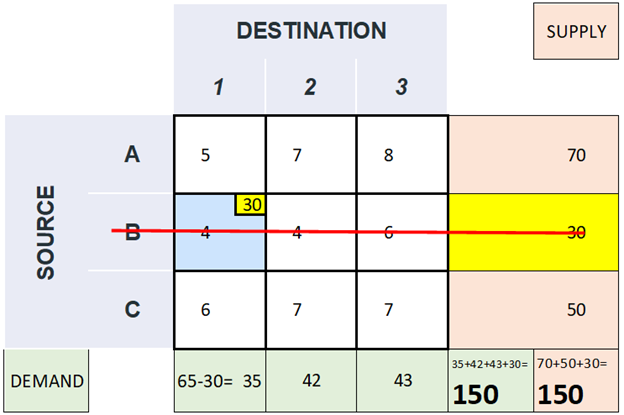 DESTINATION
SUPPLY
1 2 3
SOURCE
A 5 7 8 70
30
B 4 4 6 30
C 6 7 7 50
DEMAND 65-30= 35 42 43
35+42+43+30= 70+50+30=
150 150